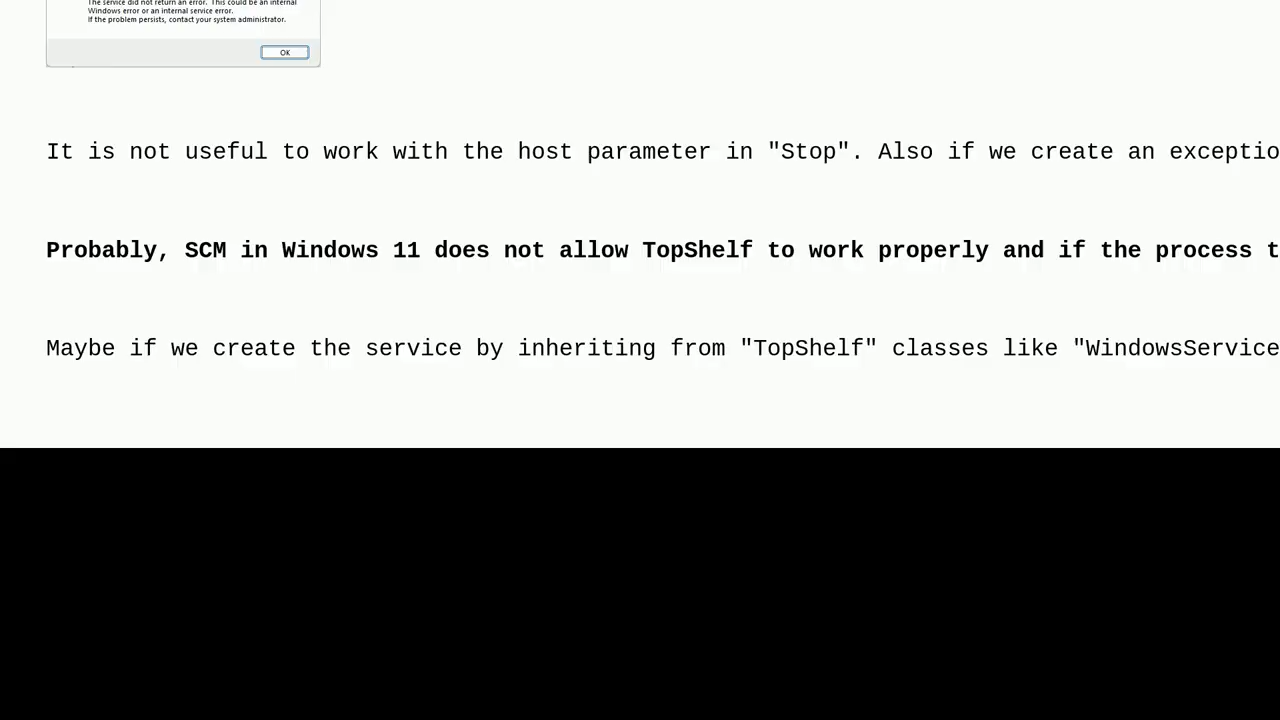 The service did not return an error. This could be an internal
Windows error or an internal service error.
If the problem persists, contact your system administrator.
OK
It is not useful to work with the host parameter in "Stop". Also if we create an exceptio
Probably, SCM in Windows 11 does not allow TopShelf to work properly and if the process t
Maybe if we create the service by inheriting from "TopShelf" classes like "WindowsService